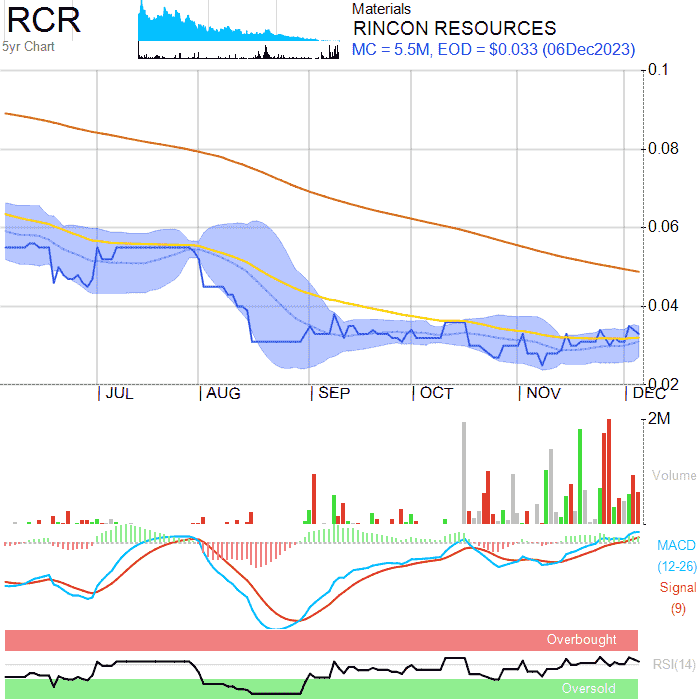 RCR
5yr Chart
Materials
RINCON RESOURCES
MC = 5.5M, EOD = $0.033 (06Dec2023)
0.1
0.08
0.06
0.04
0.02
JUL AUG SEP OCT NOV DEC
2M
Volume
MACD
(12-26)
Signal
(9)
Overbought
RSI(14)
Oversold